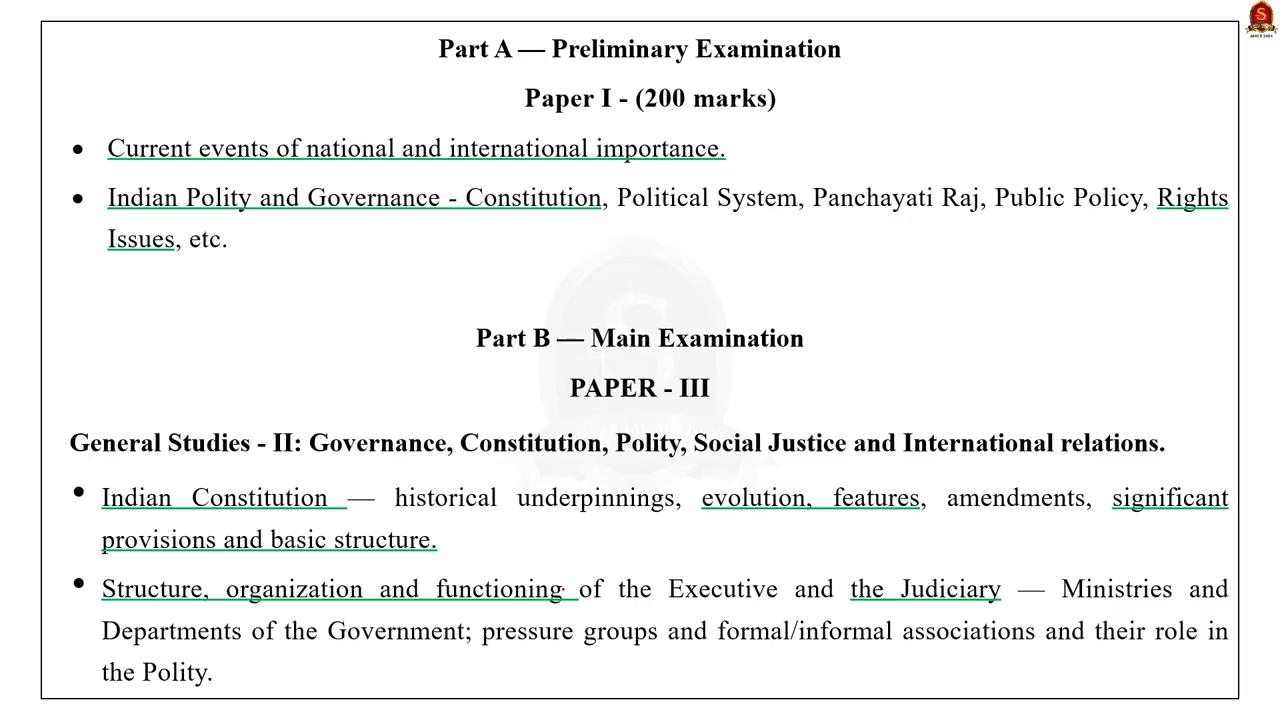 Part A — Preliminary Examination
Paper I - (200 marks)
• Current events of national and international importance.
• Indian Polity and Governance - Constitution, Political System, Panchayati Raj, Public Policy, Rights
Issues, etc.
Part B — Main Examination
PAPER - III
General Studies - II: Governance, Constitution, Polity, Social Justice and International relations.
• Indian Constitution — historical underpinnings, evolution, features, amendments, significant
provisions and basic structure.
• Structure, organization and functioning of the Executive and the Judiciary — Ministries and
Departments of the Government; pressure groups and formal/informal associations and their role in
the Polity.